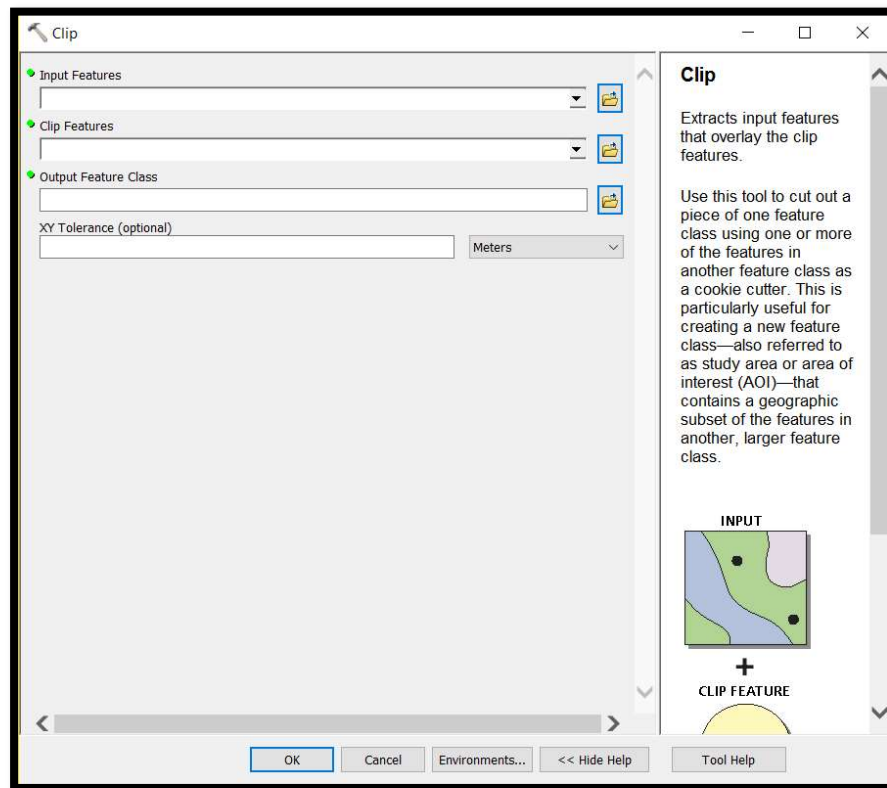 Clip
Input Features
Clip Features
Output Feature Class
XY Tolerance (optional)
Meters
Clip
Extracts input features
that overlay the clip
features.
Use this tool to cut out a
piece of one feature
class using one or more
of the features in
another feature class as
a cookie cutter. This is
particularly useful for
creating a new feature
class—also referred to
as study area or area of
interest (AOI)—that
contains a geographic
subset of the features in
another, larger feature
class.
INPUT
+
CLIP FEATURE
OK
Cancel
Environments...
<< Hide Help
Tool Help